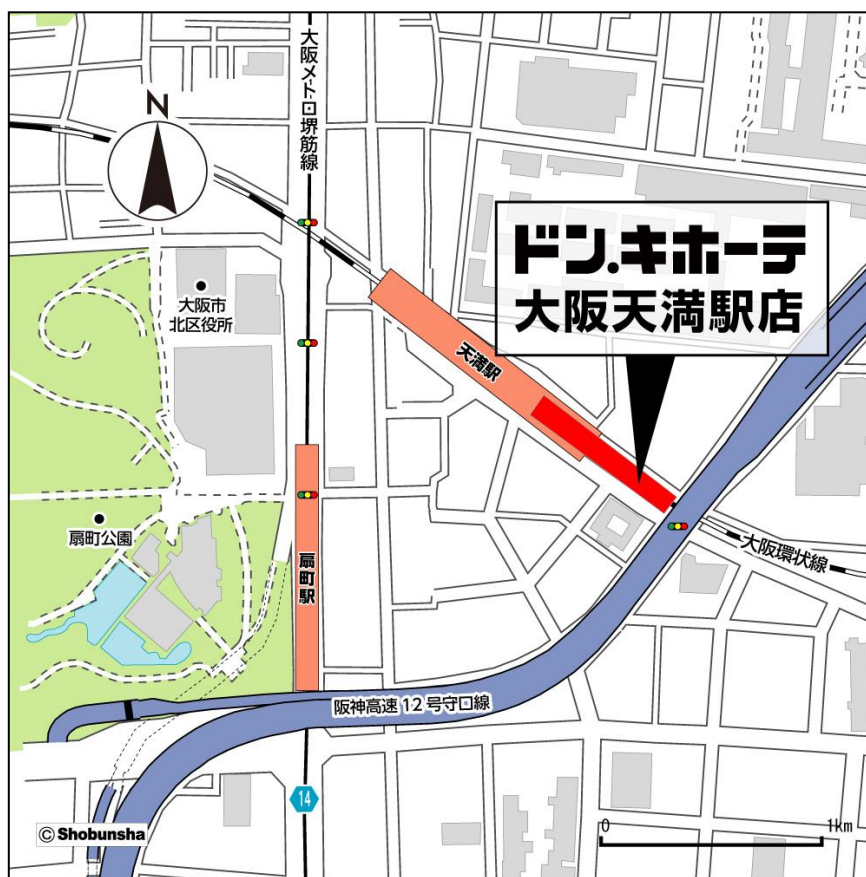 大阪メトロ堺筋線
N
ドン.キホーテ
大阪天満駅店
大阪市
北区役所
天満駅
扇町公園
扇町駅
大阪環状線
阪神高速12号守口線
14
© Shobunsha
0
1km